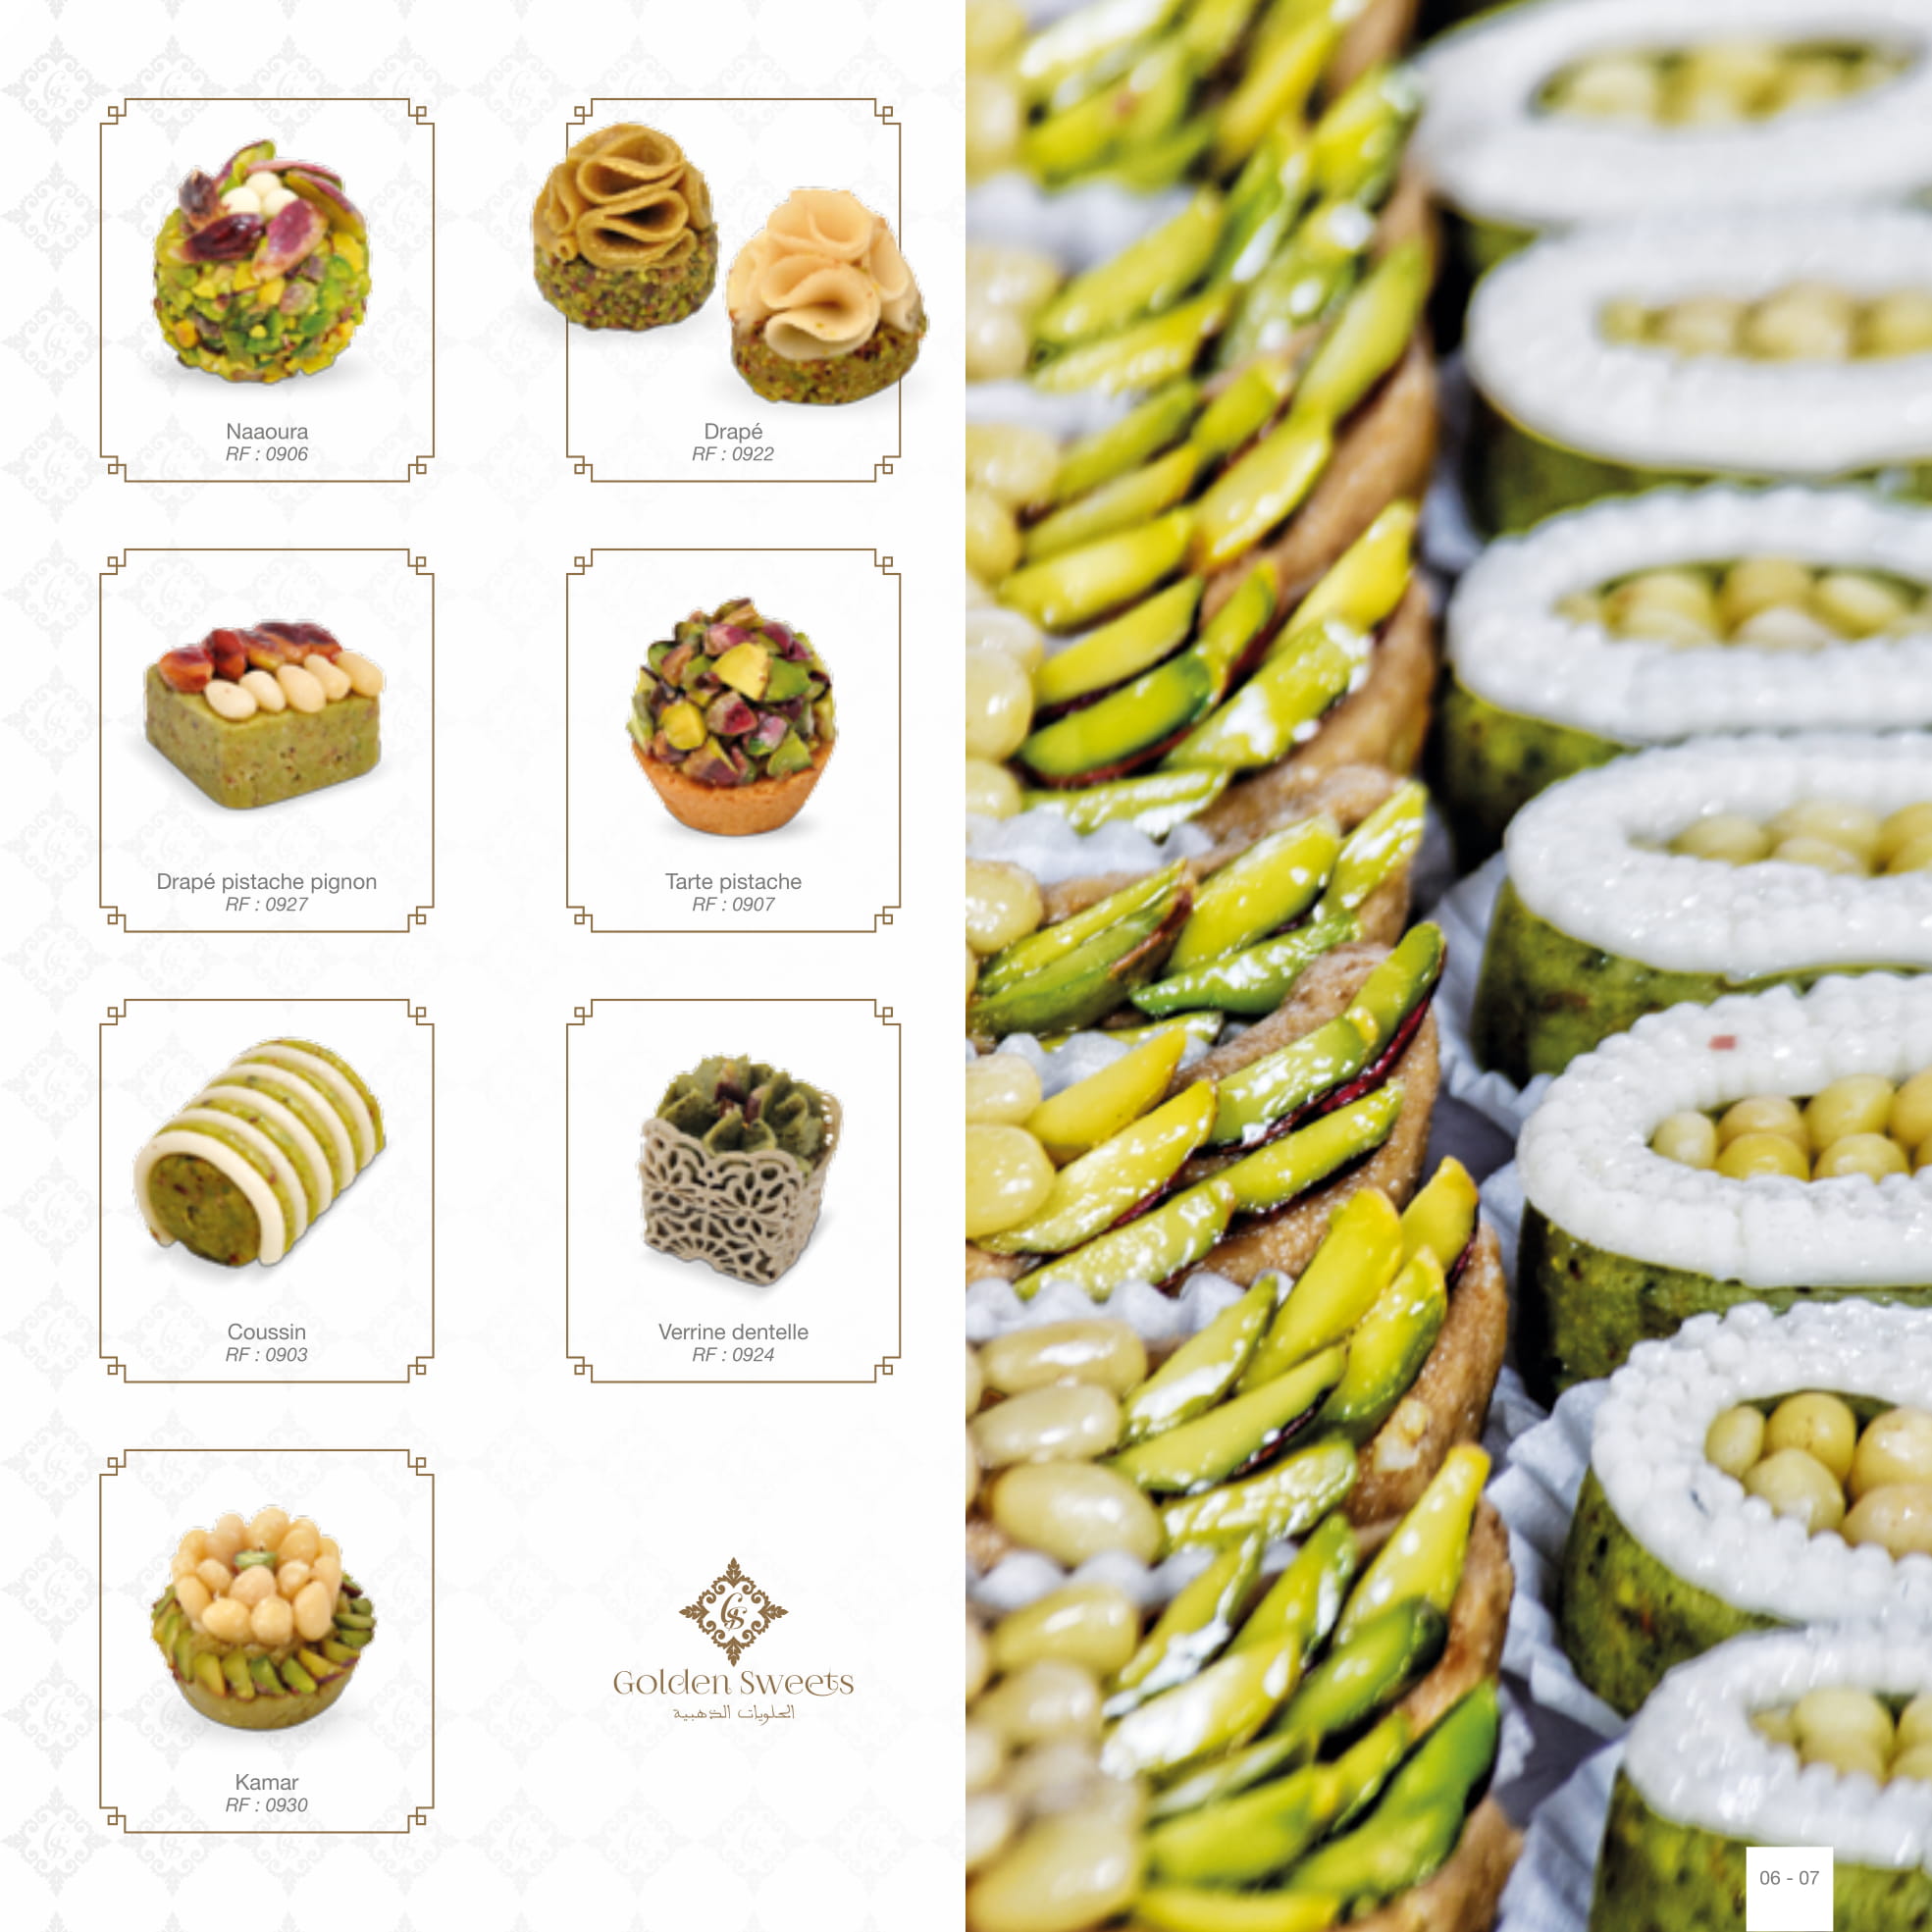 Naaoura
RF : 0906
Drapé
RF : 0922
Drapé pistache pignon
RF : 0927
Tarte pistache
RF : 0907
Coussin
RF : 0903
Verrine dentelle
RF : 0924
Kamar
RF : 0930
GS
Golden Sweets
الحلويات الذهبية
06 - 07